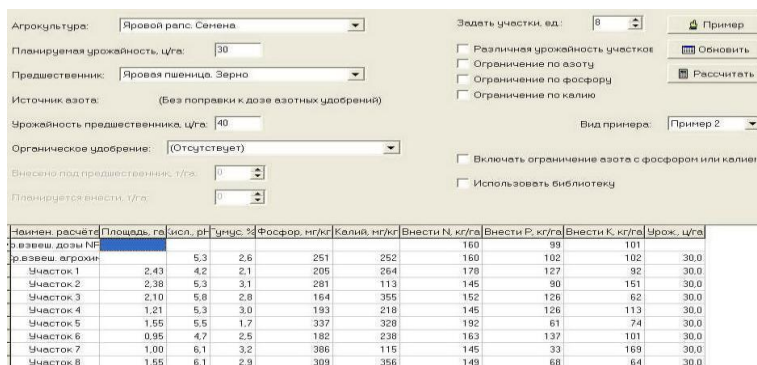 Агрокультура: Яровой рапс. Семена
Задать участки, ед.: 8
Пример
Планируемая урожайность, ц/га: 30
Различная урожайность участков
Обновить
Ограничение по азоту
Предшественник: Яровая пшеница. Зерно
Ограничение по фосфору
Рассчитать
Ограничение по калию
Источник азота: (Без поправки к дозе азотных удобрений)
Урожайность предшественника, ц/га: 40
Вид примера: Пример 2
Органическое удобрение: (Отсутствует)
Включать ограничение азота с фосфором или калием
Внесено под предшественник, т/га: 0
Использовать библиотеку
Планируется внести, т/га: 0
Наимен. расчёта Площадь, га Кисл., pH Гумус, % Фосфор, мг/кг Калий, мг/кг Внести N, кг/га Внести P, кг/га Внести K, кг/га Урож., ц/га
р.взвеш. дозы NP 160 99 101
р.взвеш. агрохим 5,3 2,6 251 252 160 102 102 30,0
Участок 1 2,43 4,2 2,1 205 264 178 127 92 30,0
Участок 2 2,38 5,3 3,1 281 113 145 90 151 30,0
Участок 3 2,10 5,8 2,8 164 355 152 126 62 30,0
Участок 4 1,21 5,3 3,0 193 218 145 126 113 30,0
Участок 5 1,55 5,5 1,7 337 328 192 61 74 30,0
Участок 6 0,95 4,7 2,5 182 238 163 137 101 30,0
Участок 7 1,00 6,1 3,2 386 115 145 33 169 30,0
Участок 8 1,55 6,1 2,9 309 356 149 68 64 30,0